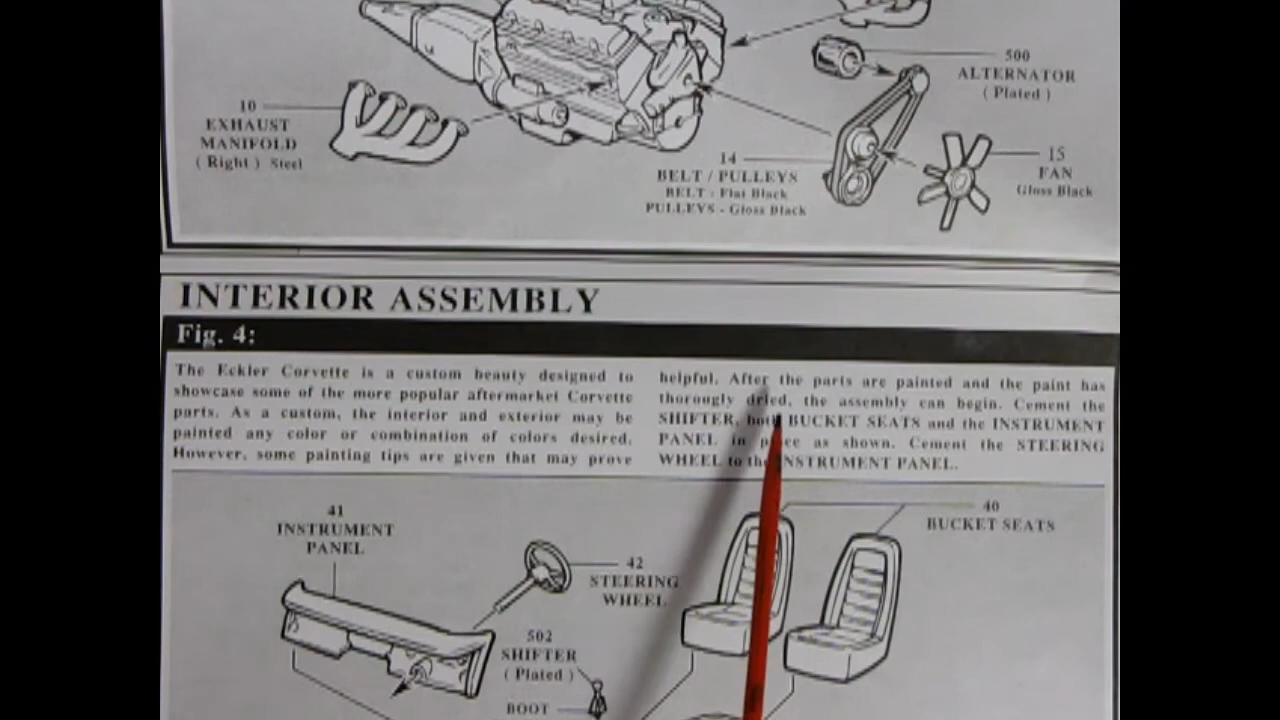 500
ALTERNATOR
( Plated )
10
EXHAUST
MANIFOLD
( Right ) Steel
14
BELT / PULLEYS
BELT - Flat Black
PULLEYS - Gloss Black
15
FAN
Gloss Black
INTERIOR ASSEMBLY
Fig. 4:
The Eckler Corvette is a custom beauty designed to
showcase some of the more popular aftermarket Corvette
parts. As a custom, the interior and exterior may be
painted any color or combination of colors desired.
However, some painting tips are given that may prove
helpful. After the parts are painted and the paint has
thorougly dried, the assembly can begin. Cement the
SHIFTER, both BUCKET SEATS and the INSTRUMENT
PANEL in place as shown. Cement the STEERING
WHEEL to the INSTRUMENT PANEL.
41
INSTRUMENT
PANEL
42
STEERING
WHEEL
40
BUCKET SEATS
502
SHIFTER
( Plated )
BOOT